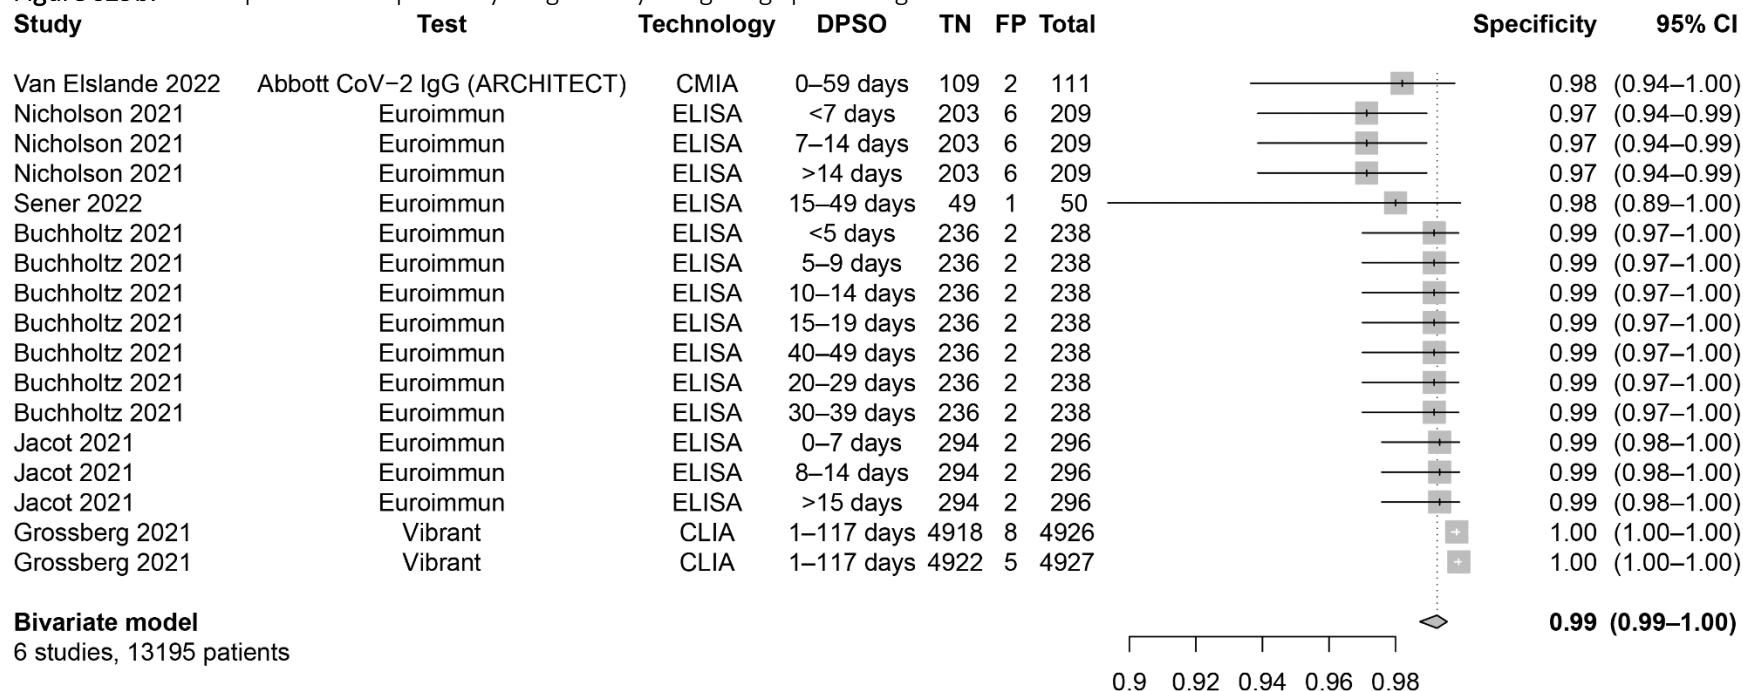 Study Test Technology DPSO TN FP Total Specificity 95% CI
Van Elslande 2022 Abbott CoV−2 IgG (ARCHITECT) CMIA 0–59 days 109 2 111 0.98 (0.94–1.00)
Nicholson 2021 Euroimmun ELISA <7 days 203 6 209 0.97 (0.94–0.99)
Nicholson 2021 Euroimmun ELISA 7–14 days 203 6 209 0.97 (0.94–0.99)
Nicholson 2021 Euroimmun ELISA >14 days 203 6 209 0.97 (0.94–0.99)
Sener 2022 Euroimmun ELISA 15–49 days 49 1 50 0.98 (0.89–1.00)
Buchholtz 2021 Euroimmun ELISA <5 days 236 2 238 0.99 (0.97–1.00)
Buchholtz 2021 Euroimmun ELISA 5–9 days 236 2 238 0.99 (0.97–1.00)
Buchholtz 2021 Euroimmun ELISA 10–14 days 236 2 238 0.99 (0.97–1.00)
Buchholtz 2021 Euroimmun ELISA 15–19 days 236 2 238 0.99 (0.97–1.00)
Buchholtz 2021 Euroimmun ELISA 40–49 days 236 2 238 0.99 (0.97–1.00)
Buchholtz 2021 Euroimmun ELISA 20–29 days 236 2 238 0.99 (0.97–1.00)
Buchholtz 2021 Euroimmun ELISA 30–39 days 236 2 238 0.99 (0.97–1.00)
Jacot 2021 Euroimmun ELISA 0–7 days 294 2 296 0.99 (0.98–1.00)
Jacot 2021 Euroimmun ELISA 8–14 days 294 2 296 0.99 (0.98–1.00)
Jacot 2021 Euroimmun ELISA >15 days 294 2 296 0.99 (0.98–1.00)
Grossberg 2021 Vibrant CLIA 1–117 days 4918 8 4926 1.00 (1.00–1.00)
Grossberg 2021 Vibrant CLIA 1–117 days 4922 5 4927 1.00 (1.00–1.00)
Bivariate model 0.99 (0.99–1.00)
6 studies, 13195 patients
0.9 0.92 0.94 0.96 0.98